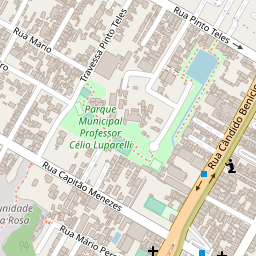 Rua Pinto Teles
Travessa Pinto Teles
Rua Mario
Parque
Municipal
Professor
Célio Luparelli
Rua Cândido Benício
Rua Capitão Menezes
Rua Mário Per
a Rosa